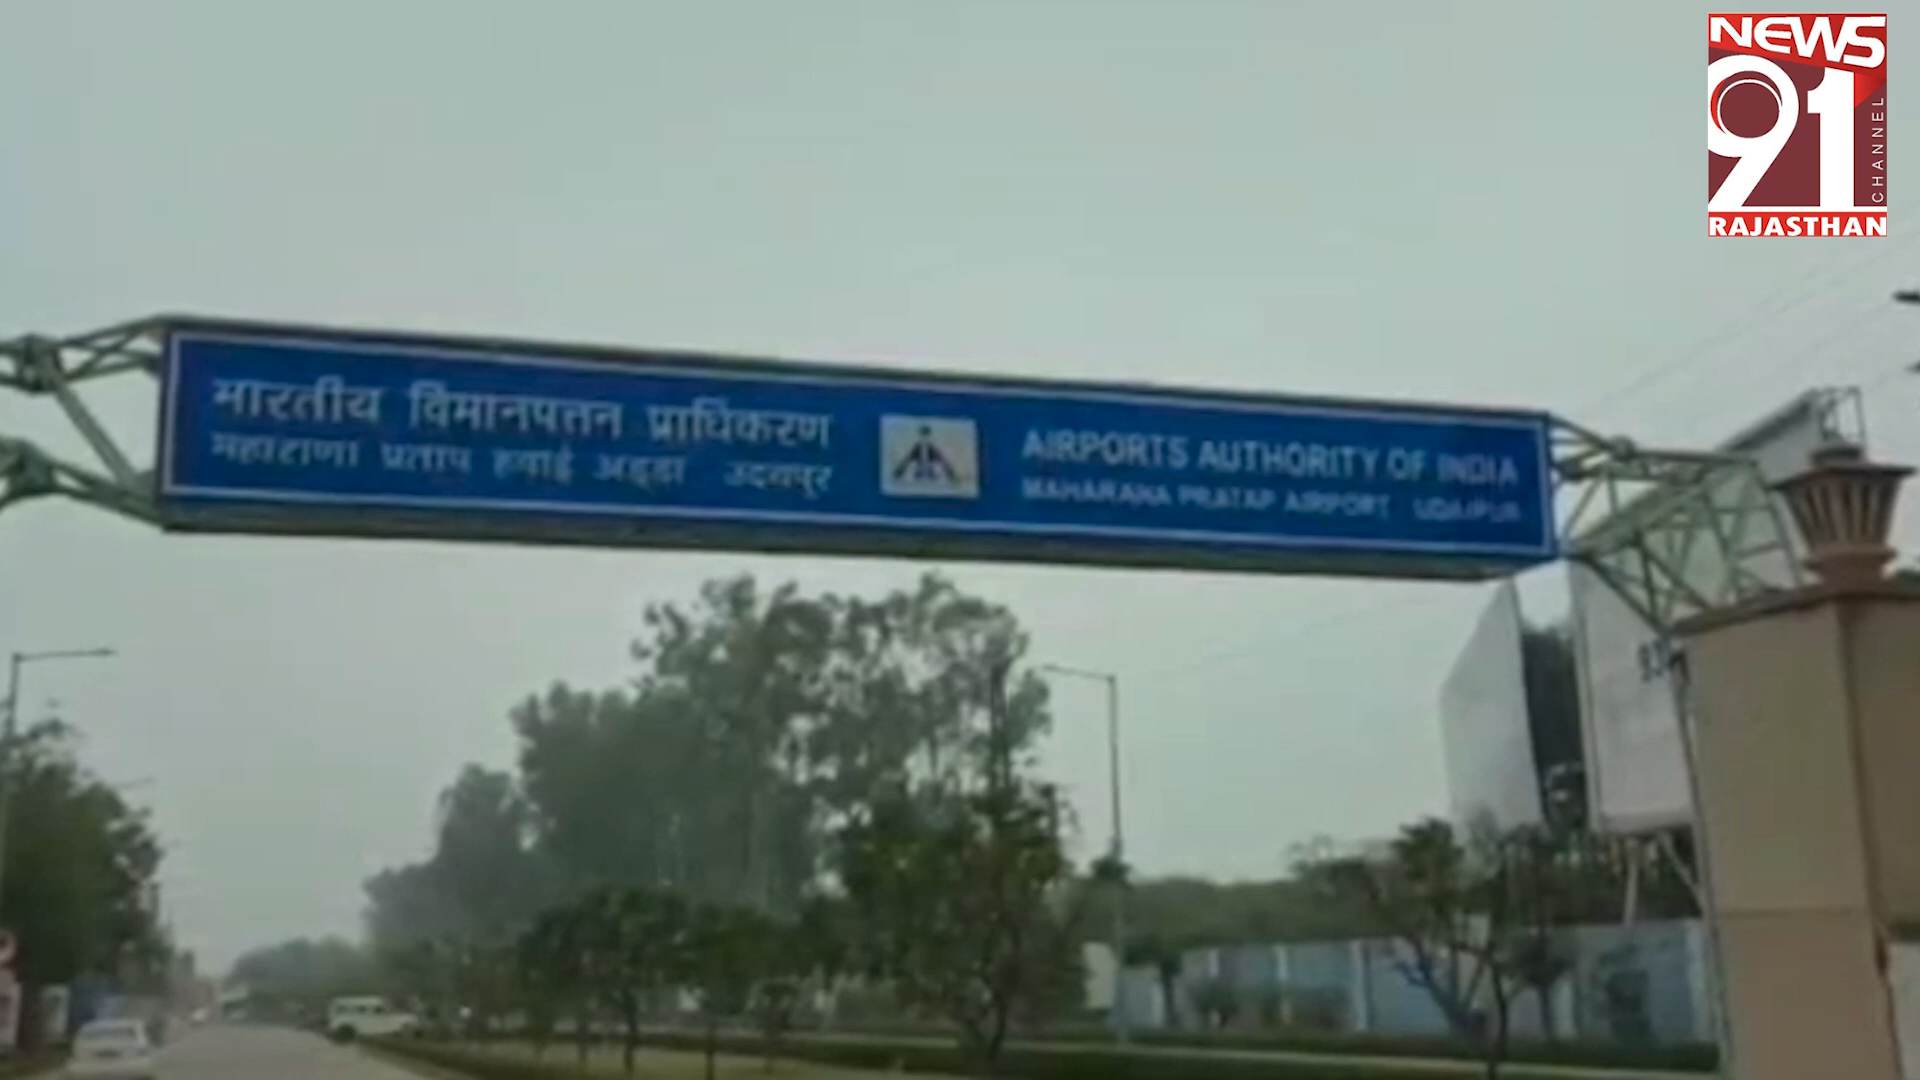 NEWS
91
CHANNEL
RAJASTHAN
भारतीय विमानपत्तन प्राधिकरण
महाराणा प्रताप हवाई अड्डा उदयपुर
AIRPORTS AUTHORITY OF INDIA
MAHARANA PRATAP AIRPORT UDAIPUR